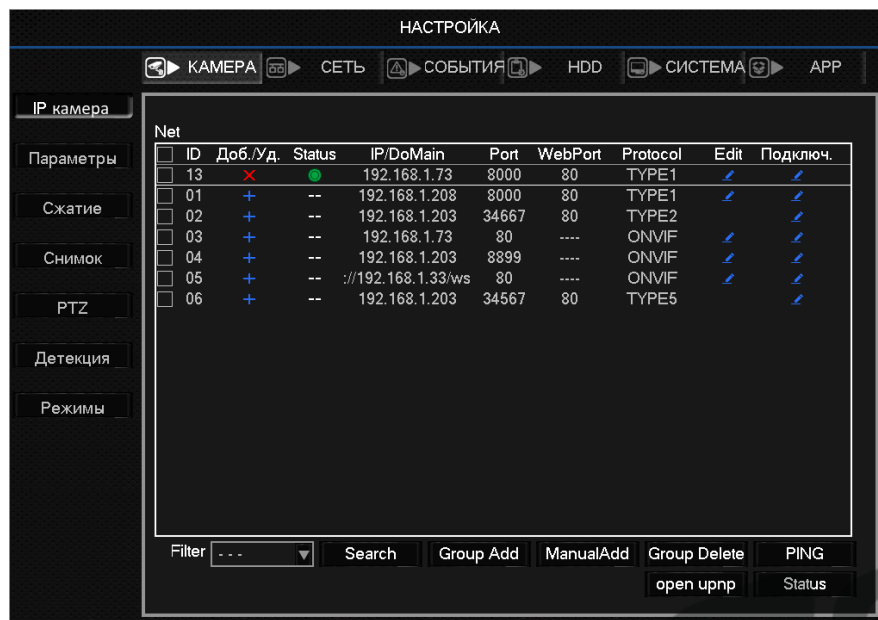 НАСТРОЙКА
КАМЕРА СЕТЬ СОБЫТИЯ HDD СИСТЕМА APP
IP камера
Параметры
Сжатие
Снимок
PTZ
Детекция
Режимы
Net
ID Доб./Уд. Status IP/DoMain Port WebPort Protocol Edit Подключ.
13 192.168.1.73 8000 80 TYPE1
01 + -- 192.168.1.208 8000 80 TYPE1
02 + -- 192.168.1.203 34667 80 TYPE2
03 + -- 192.168.1.73 80 ---- ONVIF
04 + -- 192.168.1.203 8899 ---- ONVIF
05 + -- ://192.168.1.33/ws 80 ---- ONVIF
06 + -- 192.168.1.203 34567 80 TYPE5
Filter - - - Search Group Add ManualAdd Group Delete PING
open upnp Status